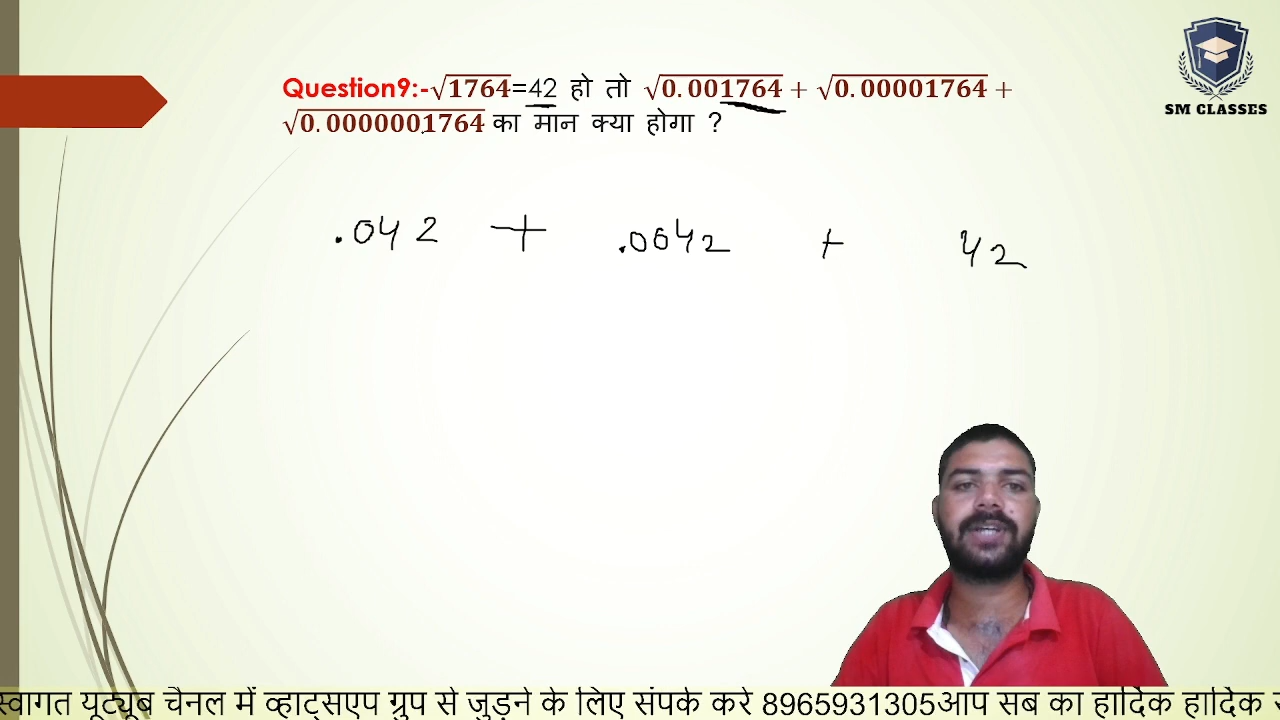 Question9:-√1764=42 हो तो √0.001764 + √0.00001764 +
√0.0000001764 का मान क्या होगा ?
SM CLASSES
.042 + .0042 + 42
स्वागत यूट्यूब चैनल में व्हाट्सएप ग्रुप से जुड़ने के लिए संपर्क करे 8965931305आप सब का हार्दिक हार्दिक